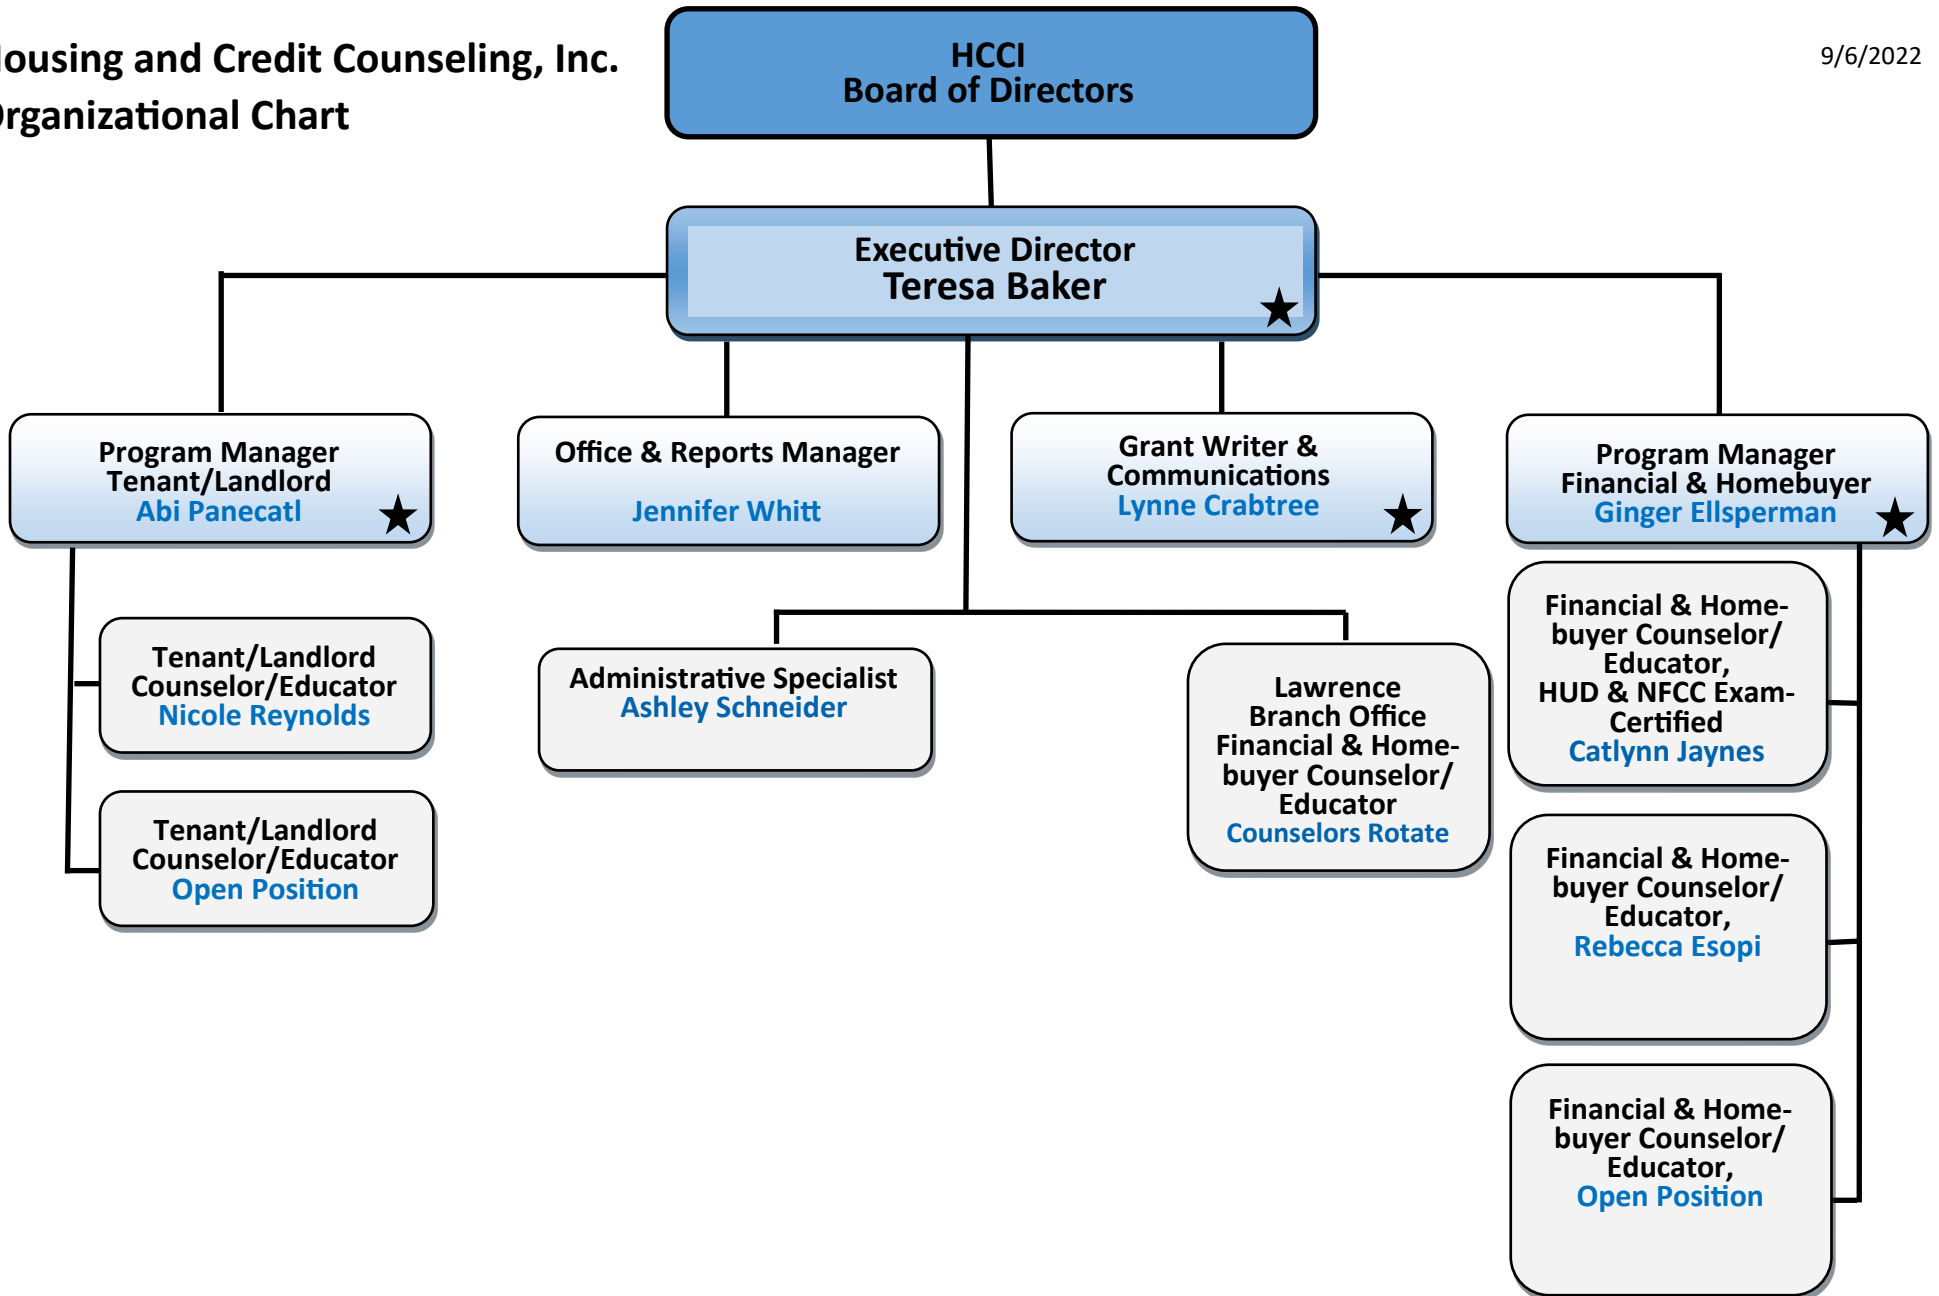 ousing and Credit Counseling, Inc.
Organizational Chart
9/6/2022
HCCI
Board of Directors
Executive Director
Teresa Baker
Program Manager
Tenant/Landlord
Abi Panecatl
Office & Reports Manager
Jennifer Whitt
Grant Writer &
Communications
Lynne Crabtree
Program Manager
Financial & Homebuyer
Ginger Ellsperman
Tenant/Landlord
Counselor/Educator
Nicole Reynolds
Tenant/Landlord
Counselor/Educator
Open Position
Administrative Specialist
Ashley Schneider
Lawrence
Branch Office
Financial & Home-
buyer Counselor/
Educator
Counselors Rotate
Financial & Home-
buyer Counselor/
Educator,
HUD & NFCC Exam-
Certified
Catlynn Jaynes
Financial & Home-
buyer Counselor/
Educator,
Rebecca Esopi
Financial & Home-
buyer Counselor/
Educator,
Open Position